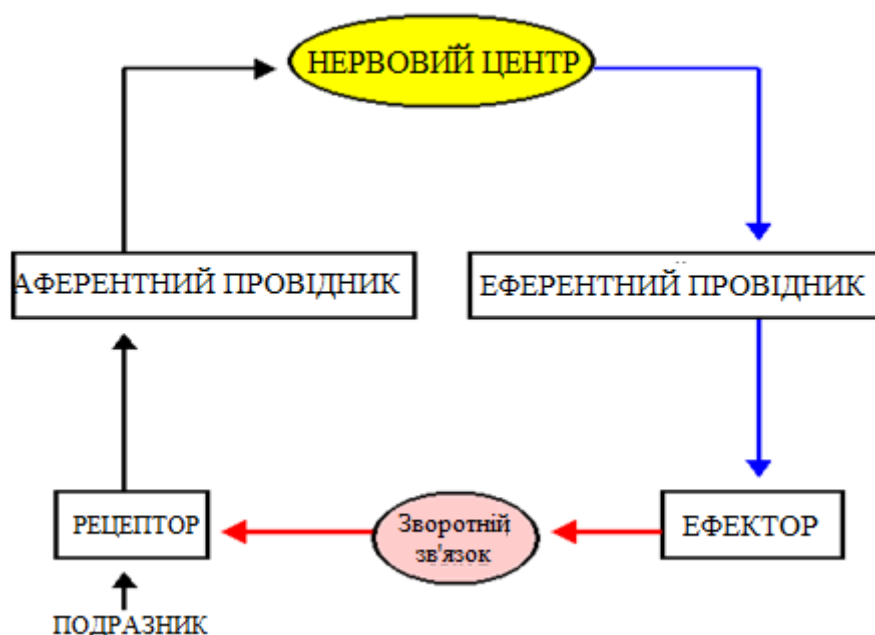 НЕРВОВИЙ ЦЕНТР
АФЕРЕНТНИЙ ПРОВІДНИК
ЕФЕРЕНТНИЙ ПРОВІДНИК
РЕЦЕПТОР
Зворотній
зв'язок
ЕФЕКТОР
ПОДРАЗНИК